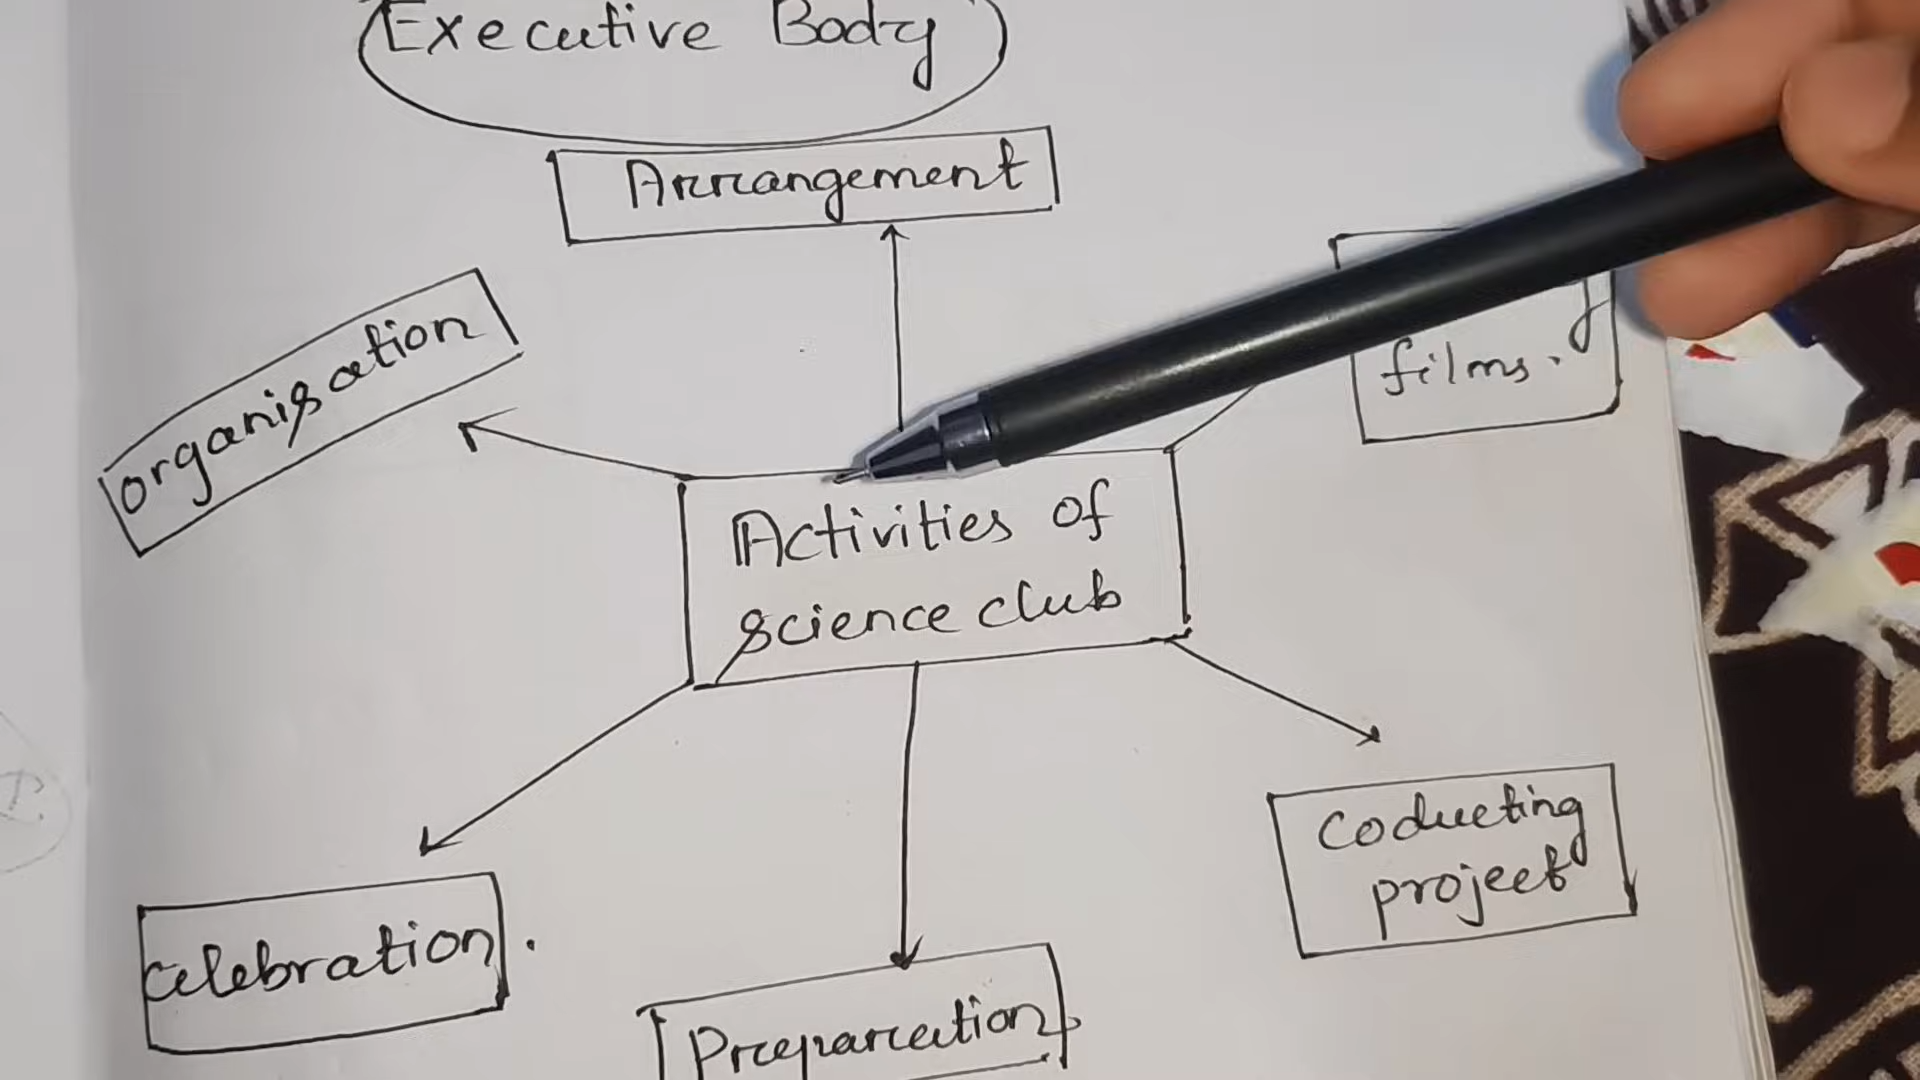 Executive Body
Arrangement
organisation
films.
Activities of
science club
Coducting
project
Celebration.
Preparation